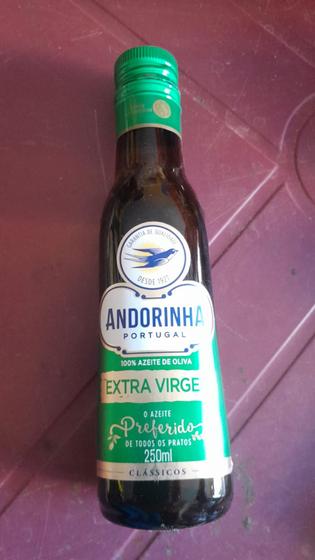 GARANTIA DE QUALIDADE
DESDE 1927
ANDORINHA
PORTUGAL
100% AZEITE DE OLIVA
EXTRA VIRGE
O AZEITE
Preferido
DE TODOS OS PRATOS
250ml
CLÁSSICOS